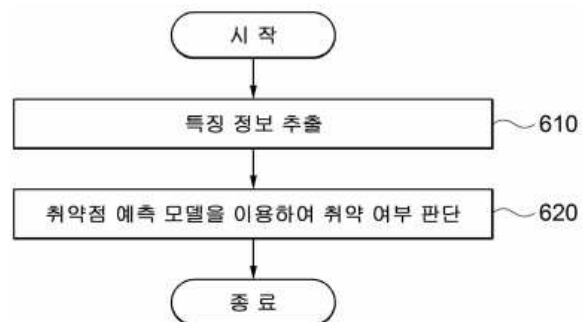 시 작
특징 정보 추출
610
취약점 예측 모델을 이용하여 취약 여부 판단
620
종 료